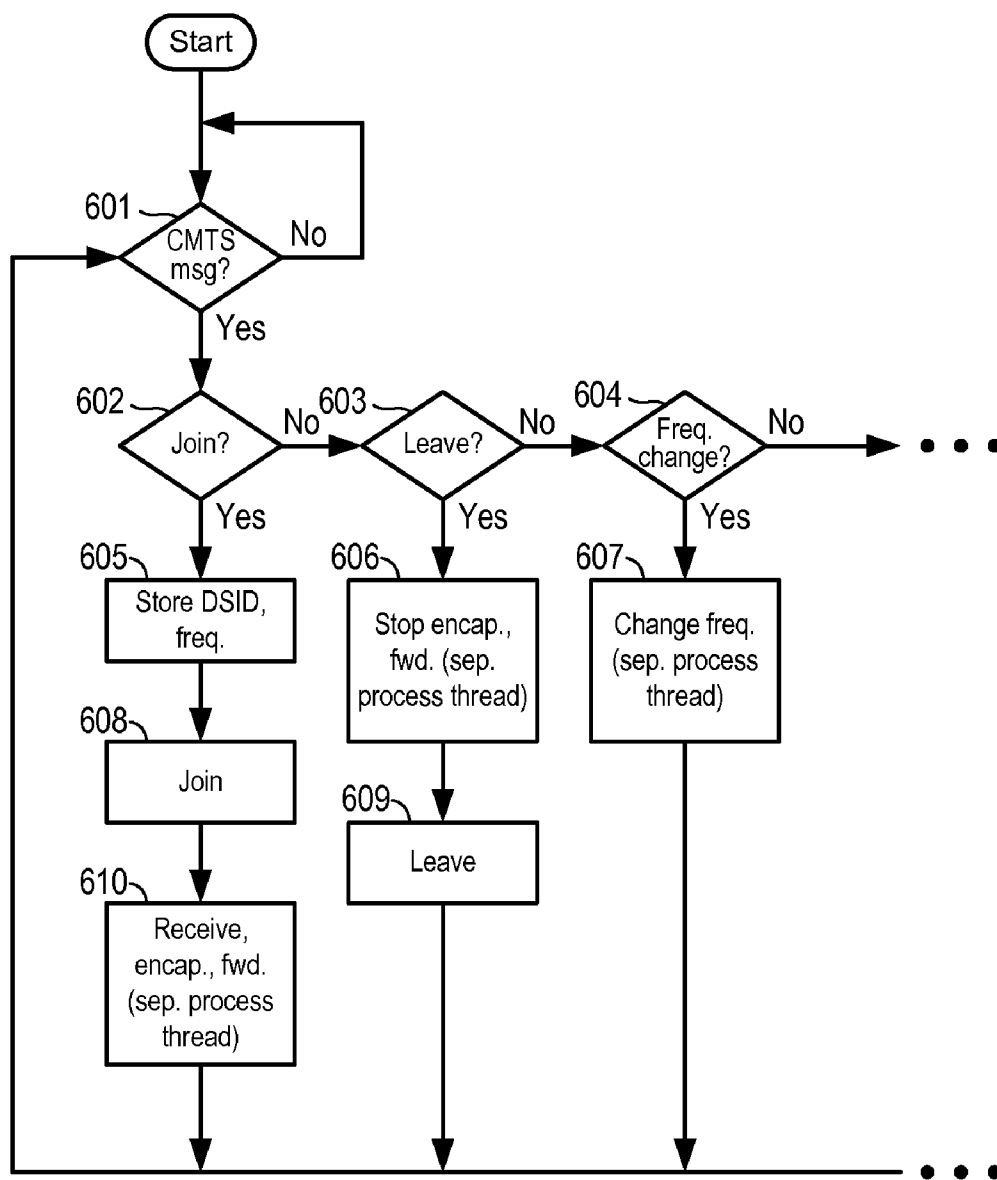 Start
601
CMTS
msg?
No
Yes
602
Join?
No
603
Leave?
No
604
Freq.
change?
No
Yes
Yes
Yes
605
Store DSID,
freq.
606
Stop encap.,
fwd. (sep.
process thread)
607
Change freq.
(sep. process
thread)
608
Join
609
Leave
610
Receive,
encap., fwd.
(sep. process
thread)